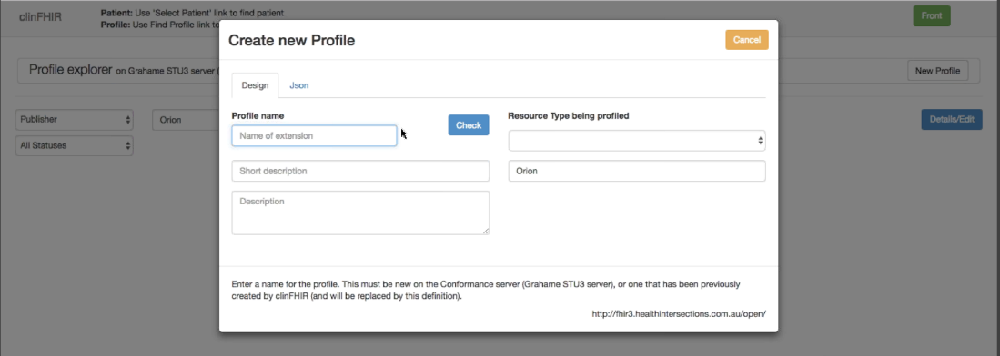 clinFHIR
Patient: Use 'Select Patient' link to find patient
Profile: Use Find Profile link to
Front
Create new Profile
Cancel
Profile explorer on Grahame STU3 server (
New Profile
Design
Json
Publisher
Orion
Profile name
Check
Resource Type being profiled
Details/Edit
Name of extension
All Statuses
Short description
Orion
Description
Enter a name for the profile. This must be new on the Conformance server (Grahame STU3 server), or one that has been previously
created by clinFHIR (and will be replaced by this definition).
http://fhir3.healthintersections.com.au/open/